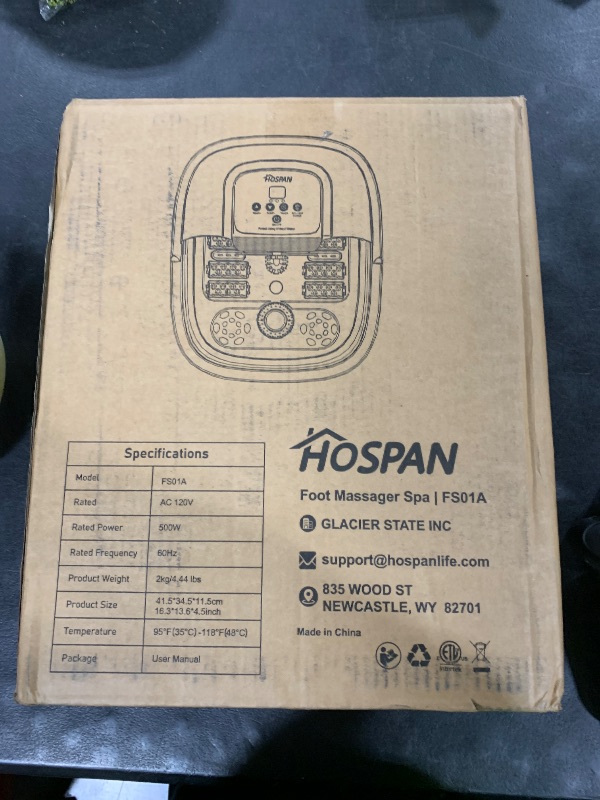 HOSPAN
Specifications
Model FS01A
Rated AC 120V
Rated Power 500W
Rated Frequency 60Hz
Product Weight 2kg/4.44 lbs
Product Size 41.5*34.5*11.5cm
16.3*13.6*4.5inch
Temperature 95°F(35°C) -118°F(48°C)
Package User Manual
HOSPAN
Foot Massager Spa | FS01A
GLACIER STATE INC
support@hospanlife.com
835 WOOD ST
NEWCASTLE, WY 82701
Made in China
ETL